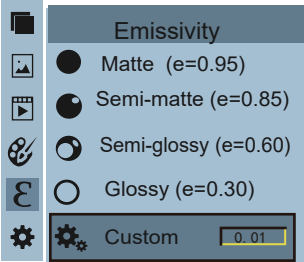 Emissivity
Matte (e=0.95)
Semi-matte (e=0.85)
Semi-glossy (e=0.60)
Glossy (e=0.30)
ε
Custom 0. 01